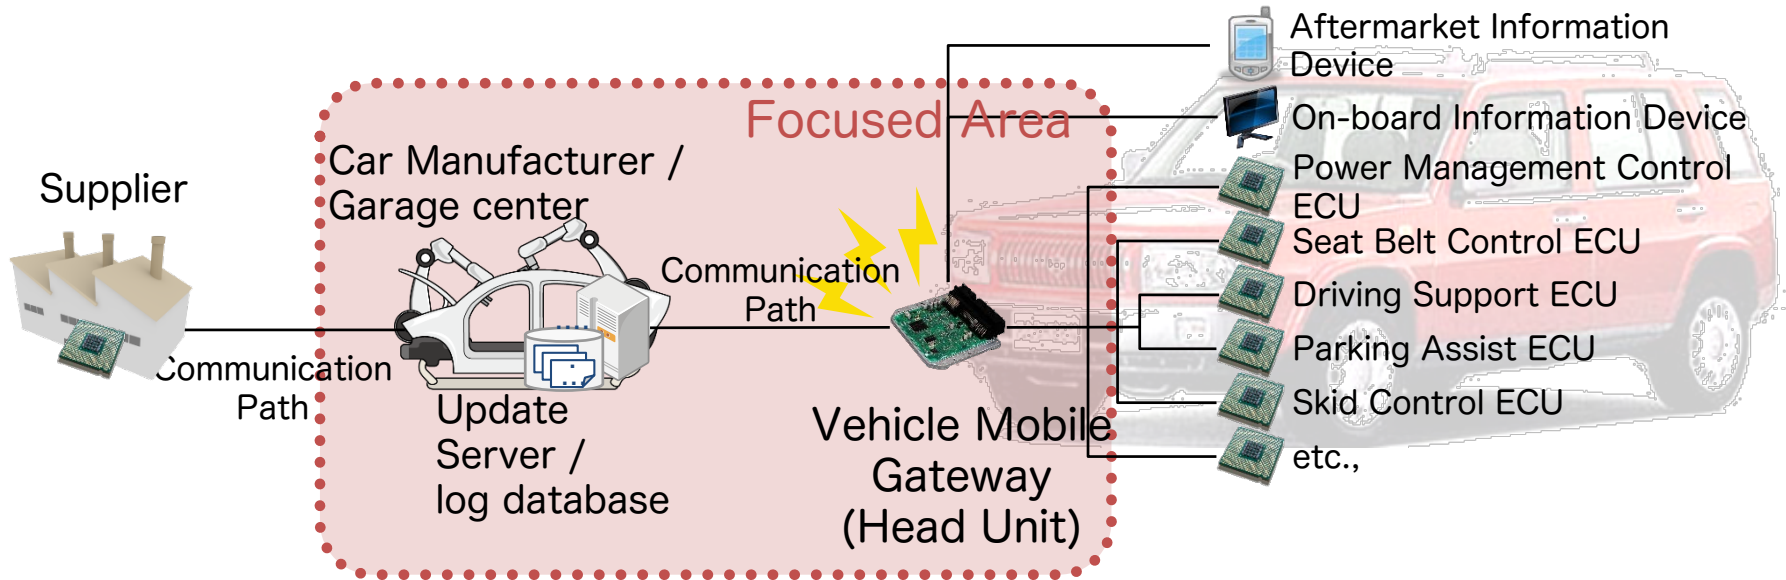 Supplier
Communication
Path
Focused Area
Car Manufacturer /
Garage center
Communication
Path
Update
Server /
log database
Vehicle Mobile
Gateway
(Head Unit)
Aftermarket Information
Device
On-board Information Device
Power Management Control
ECU
Seat Belt Control ECU
Driving Support ECU
Parking Assist ECU
Skid Control ECU
etc.,